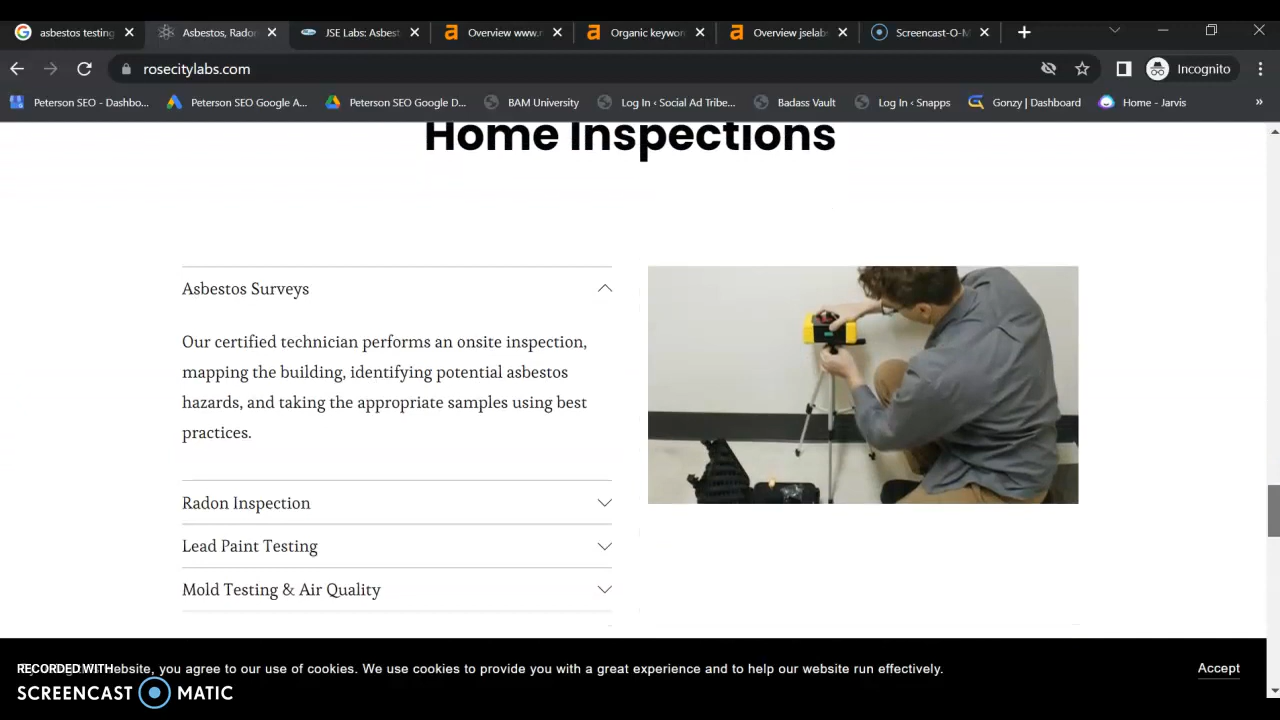 asbestos testing
Asbestos, Rado
JSE Labs: Asbest
Overview www.r
Organic keywor
Overview jselab
Screencast-O-M
rosecitylabs.com
Incognito
Peterson SEO - Dashbo...
Peterson SEO Google A...
Peterson SEO Google D...
BAM University
Log In ‹ Social Ad Tribe...
Badass Vault
Log In ‹ Snapps
Gonzy | Dashboard
Home - Jarvis
»
Home Inspections
Asbestos Surveys
Our certified technician performs an onsite inspection,
mapping the building, identifying potential asbestos
hazards, and taking the appropriate samples using best
practices.
Radon Inspection
Lead Paint Testing
Mold Testing & Air Quality
website, you agree to our use of cookies. We use cookies to provide you with a great experience and to help our website run effectively.
Accept
RECORDED WITH
SCREENCAST MATIC